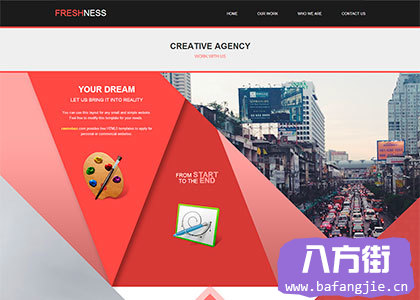 FRESHNESS
HOME OUR WORK WHO WE ARE CONTACT US
CREATIVE AGENCY
WORK WITH US
YOUR DREAM
LET US BRING IT INTO REALITY
You can use this layout for any small and simple website.
Feel free to modify this template for your needs.
com provides free HTML5 templates to apply for
personal or commercial websites.
FROM START
TO THE END
八方街
www.bafangjie.com